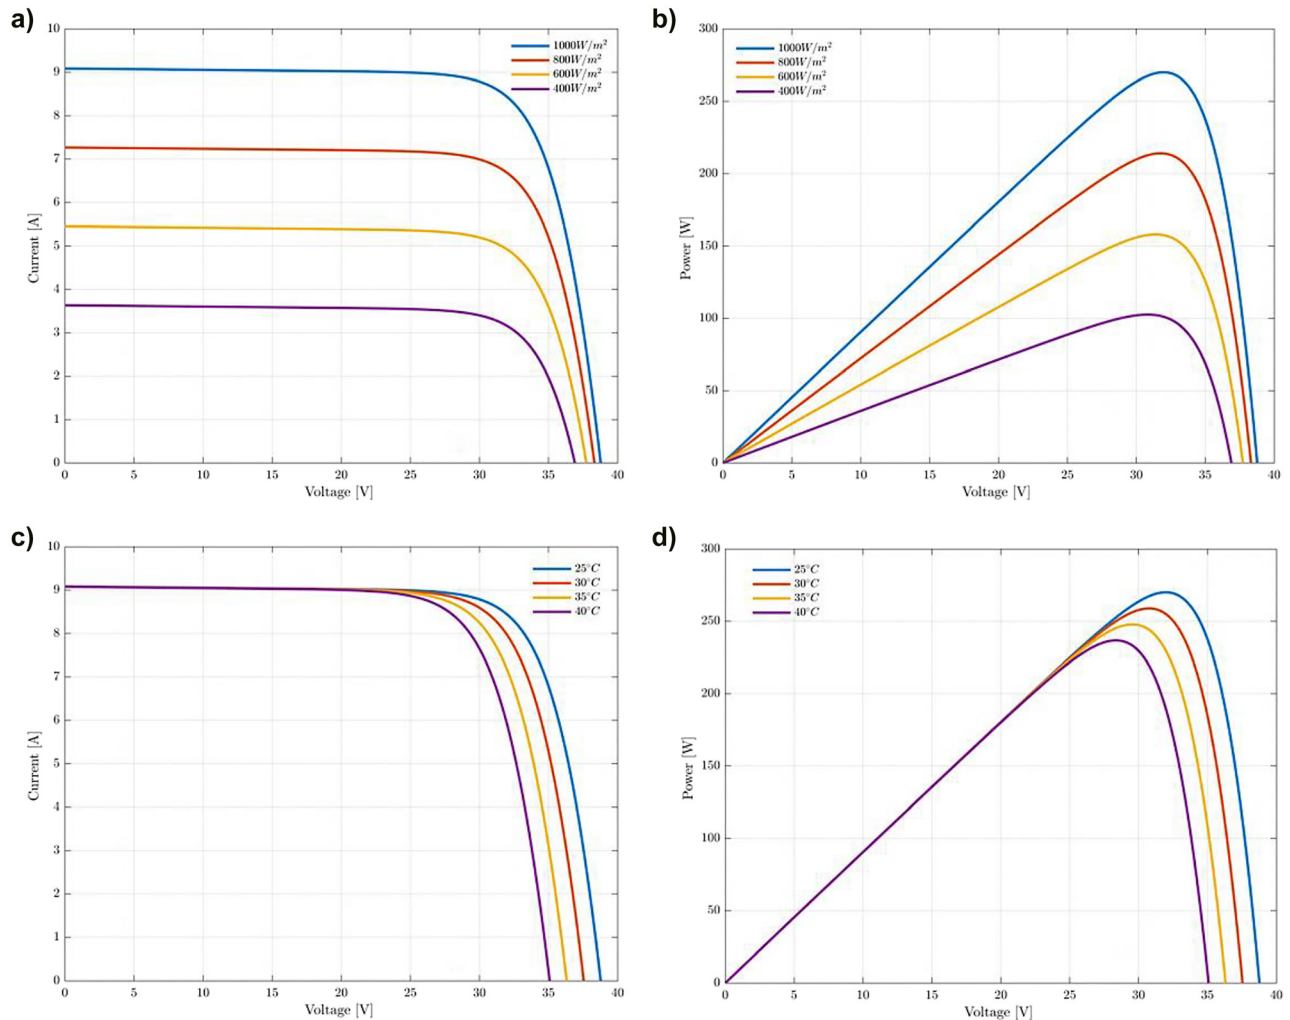 a)
10
9
8
7
6
5
4
3
2
1
0
Current [A]
1000W/m²
800W/m²
600W/m²
400W/m²
0 5 10 15 20 25 30 35 40
Voltage [V]
b)
300
250
200
150
100
50
0
Power [W]
1000W/m²
800W/m²
600W/m²
400W/m²
0 5 10 15 20 25 30 35 40
Voltage [V]
c)
10
9
8
7
6
5
4
3
2
1
0
Current [A]
25°C
30°C
35°C
40°C
0 5 10 15 20 25 30 35 40
Voltage [V]
d)
300
250
200
150
100
50
0
Power [W]
25°C
30°C
35°C
40°C
0 5 10 15 20 25 30 35 40
Voltage [V]